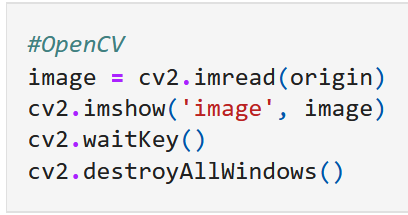 #OpenCV
image = cv2.imread(origin)
cv2.imshow('image', image)
cv2.waitKey()
cv2.destroyAllWindows()